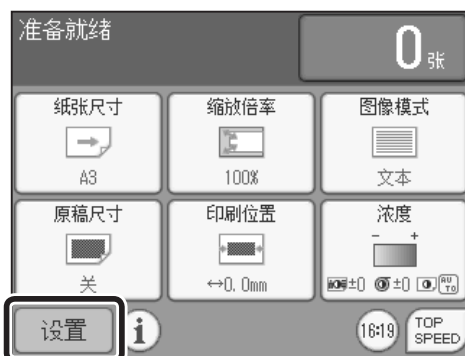 准备就绪
0张
纸张尺寸 缩放倍率 图像模式
A3 100% 文本
原稿尺寸 印刷位置 浓度
- +
关 ↔0.0mm ±0 ±0 AUTO
设置 i 16:19 TOP SPEED